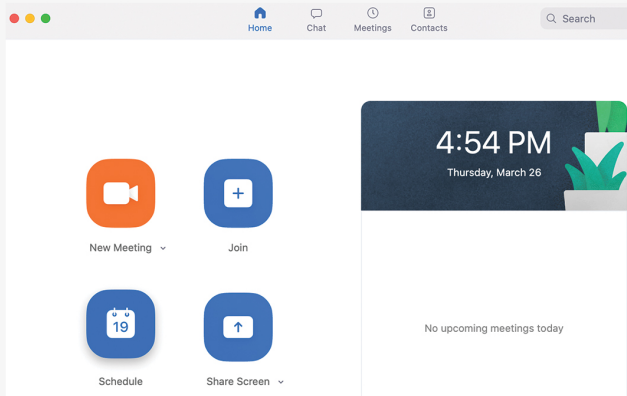 Home
Chat
Meetings
Contacts
Search
4:54 PM
Thursday, March 26
New Meeting
Join
19
Schedule
Share Screen
No upcoming meetings today